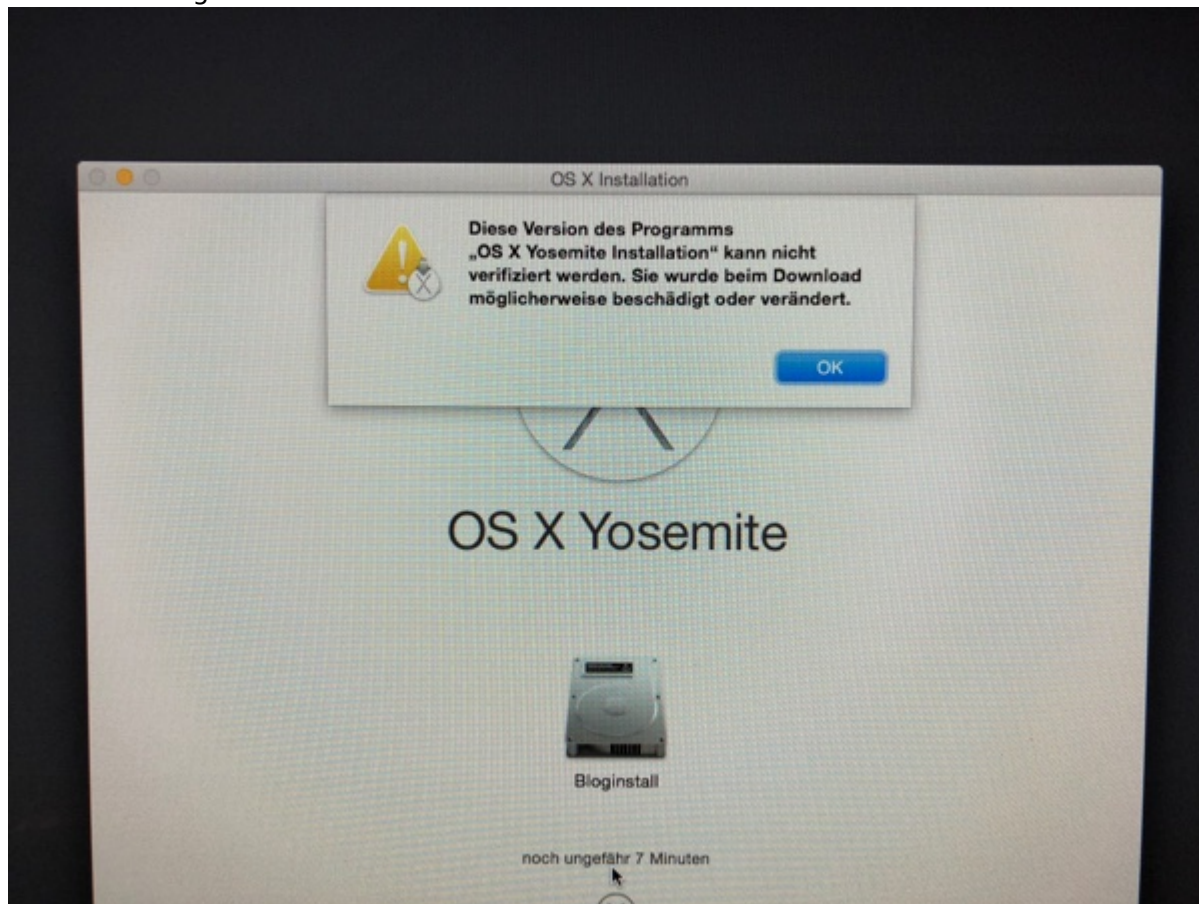 OS X Installation
Diese Version des Programms
„OS X Yosemite Installation“ kann nicht
verifiziert werden. Sie wurde beim Download
möglicherweise beschädigt oder verändert.
OK
OS X Yosemite
Bloginstall
noch ungefähr 7 Minuten